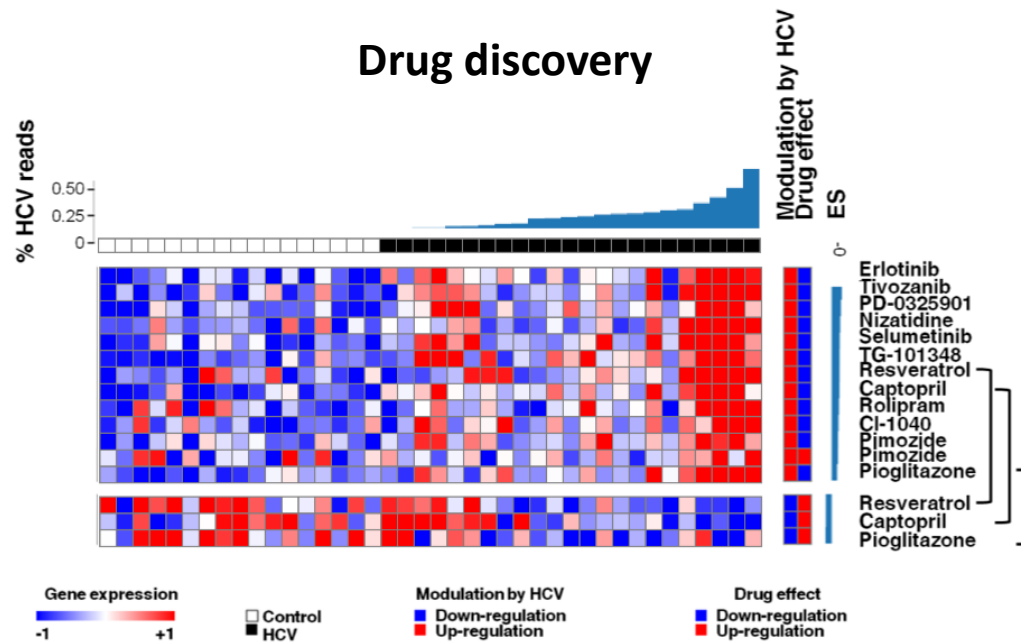 Drug discovery
% HCV reads
0.50
0.25
0
Modulation by HCV
Drug effect
ES
0
Erlotinib
Tivozanib
PD-0325901
Nizatidine
Selumetinib
TG-101348
Resveratrol
Captopril
Rolipram
CI-1040
Pimozide
Pimozide
Pioglitazone
Resveratrol
Captopril
Pioglitazone
Gene expression
-1 +1
Control
HCV
Modulation by HCV
Down-regulation
Up-regulation
Drug effect
Down-regulation
Up-regulation